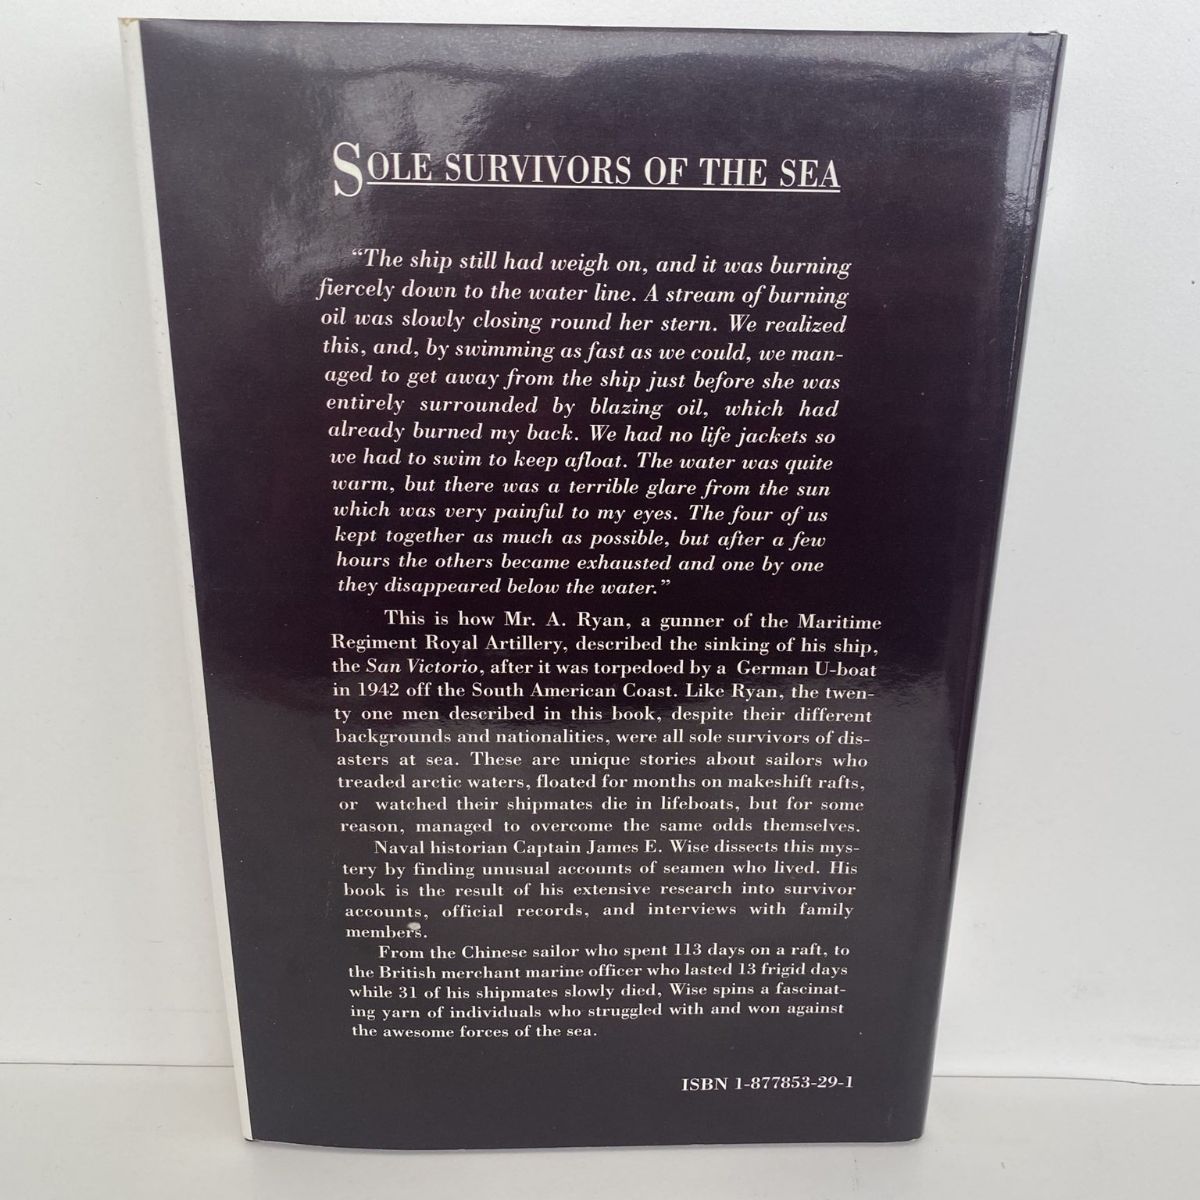 SOLE SURVIVORS OF THE SEA
“The ship still had weigh on, and it was burning
fiercely down to the water line. A stream of burning
oil was slowly closing round her stern. We realized
this, and, by swimming as fast as we could, we man-
aged to get away from the ship just before she was
entirely surrounded by blazing oil, which had
already burned my back. We had no life jackets so
we had to swim to keep afloat. The water was quite
warm, but there was a terrible glare from the sun
which was very painful to my eyes. The four of us
kept together as much as possible, but after a few
hours the others became exhausted and one by one
they disappeared below the water.”
This is how Mr. A. Ryan, a gunner of the Maritime
Regiment Royal Artillery, described the sinking of his ship,
the San Victorio, after it was torpedoed by a German U-boat
in 1942 off the South American Coast. Like Ryan, the twen-
ty one men described in this book, despite their different
backgrounds and nationalities, were all sole survivors of dis-
asters at sea. These are unique stories about sailors who
treaded arctic waters, floated for months on makeshift rafts,
or watched their shipmates die in lifeboats, but for some
reason, managed to overcome the same odds themselves.
Naval historian Captain James E. Wise dissects this mys-
tery by finding unusual accounts of seamen who lived. His
book is the result of his extensive research into survivor
accounts, official records, and interviews with family
members.
From the Chinese sailor who spent 113 days on a raft, to
the British merchant marine officer who lasted 13 frigid days
while 31 of his shipmates slowly died, Wise spins a fascinat-
ing yarn of individuals who struggled with and won against
the awesome forces of the sea.
ISBN 1-877853-29-1